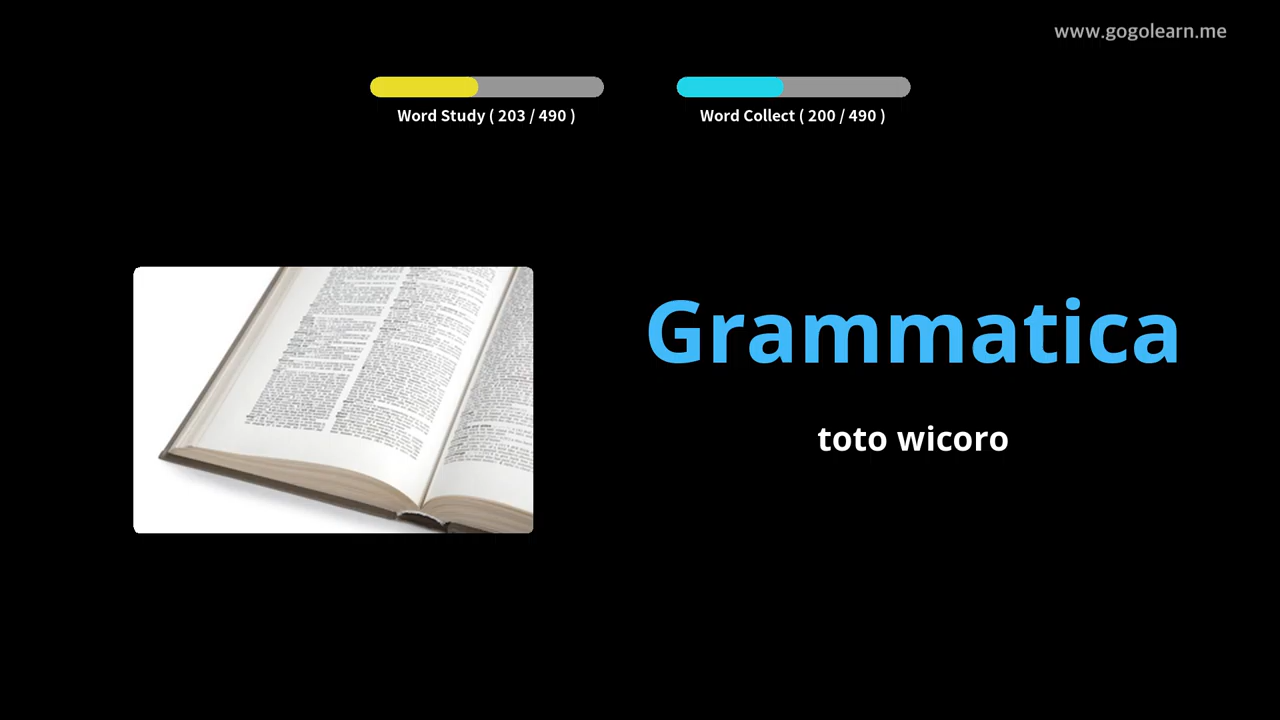 www.gogolearn.me
Word Study ( 203 / 490 )
Word Collect ( 200 / 490 )
Grammatica
toto wicoro